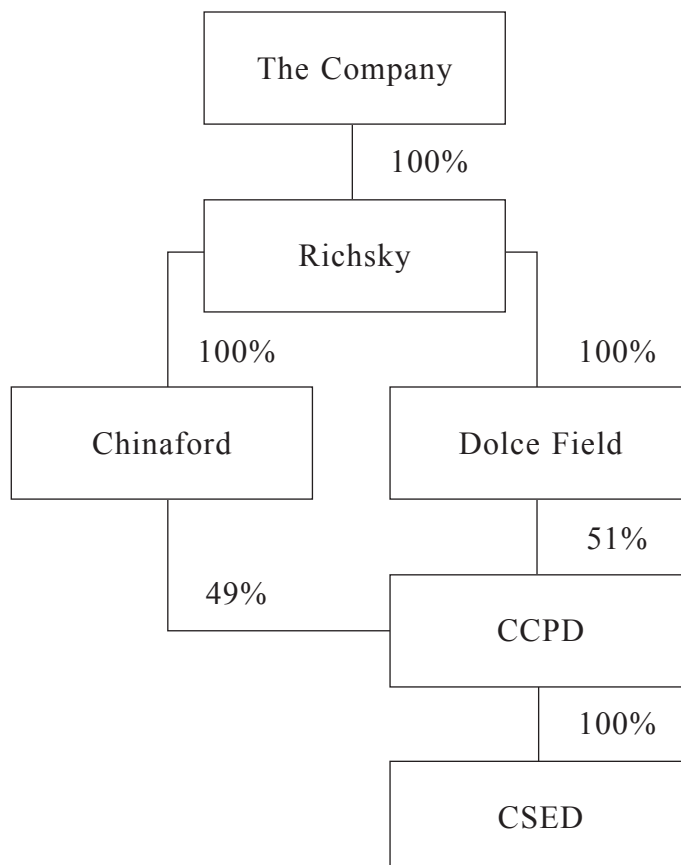 The Company
100%
Richsky
100%
100%
Chinaford
Dolce Field
51%
49%
CCPD
100%
CSED